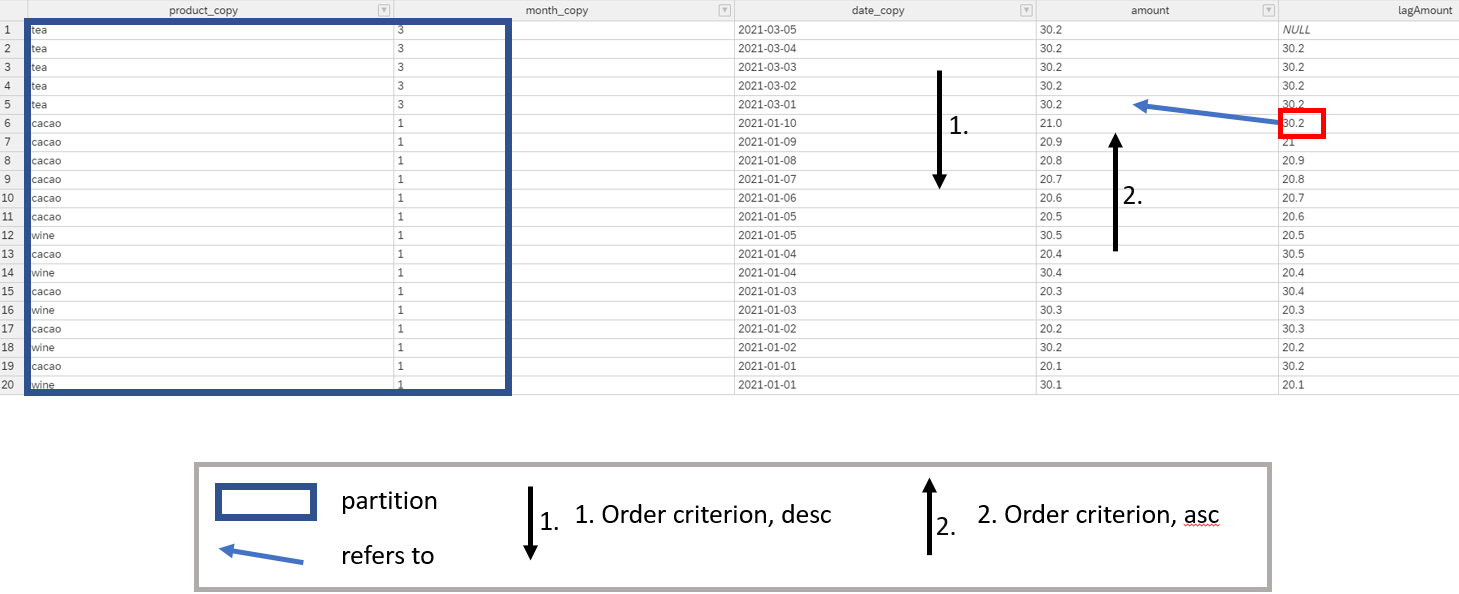 product_copy month_copy date_copy amount lagAmount
1 tea 3 2021-03-05 30.2 NULL
2 tea 3 2021-03-04 30.2 30.2
3 tea 3 2021-03-03 30.2 30.2
4 tea 3 2021-03-02 30.2 30.2
5 tea 3 2021-03-01 30.2 30.2
6 cacao 1 2021-01-10 21.0 30.2
1.
7 cacao 1 2021-01-09 20.9 21
8 cacao 1 2021-01-08 20.8 20.9
9 cacao 1 2021-01-07 20.7 20.8
10 cacao 1 2021-01-06 20.6 20.7
2.
11 cacao 1 2021-01-05 20.5 20.6
12 wine 1 2021-01-05 30.5 20.5
13 cacao 1 2021-01-04 20.4 30.5
14 wine 1 2021-01-04 30.4 20.4
15 cacao 1 2021-01-03 20.3 30.4
16 wine 1 2021-01-03 30.3 20.3
17 cacao 1 2021-01-02 20.2 30.3
18 wine 1 2021-01-02 30.2 20.2
19 cacao 1 2021-01-01 20.1 30.2
20 wine 1 2021-01-01 30.1 20.1
partition
refers to
1. 1. Order criterion, desc
2. 2. Order criterion, asc